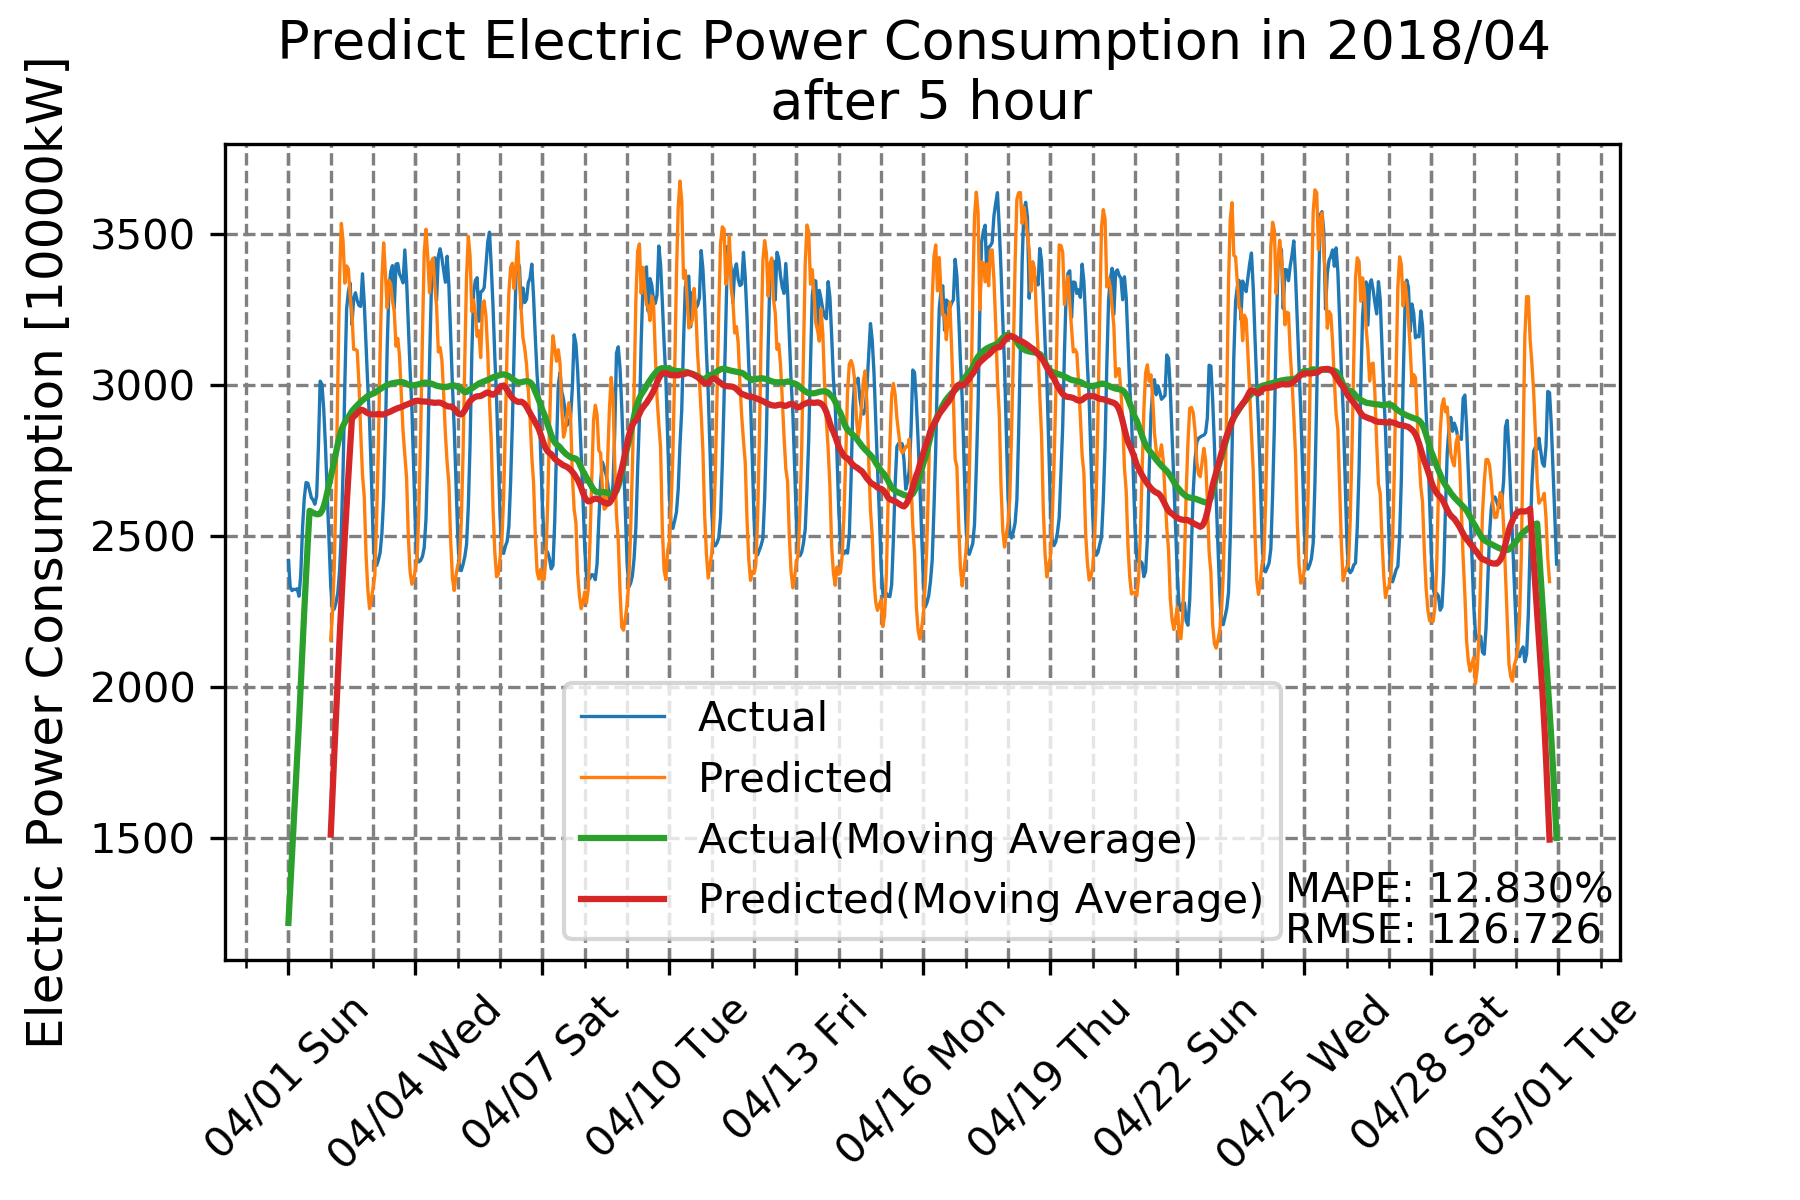 Predict Electric Power Consumption in 2018/04
after 5 hour
Electric Power Consumption [10000kW]
3500
3000
2500
2000
1500
Actual
Predicted
Actual(Moving Average)
Predicted(Moving Average)
MAPE: 12.830%
RMSE: 126.726
04/01 Sun
04/04 Wed
04/07 Sat
04/10 Tue
04/13 Fri
04/16 Mon
04/19 Thu
04/22 Sun
04/25 Wed
04/28 Sat
05/01 Tue